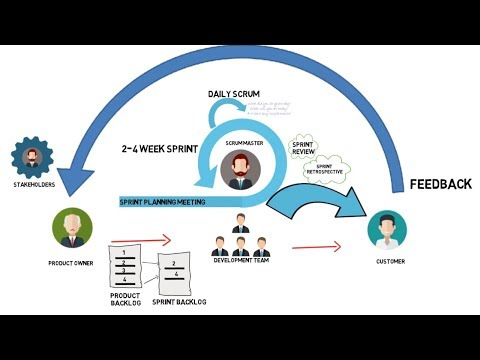 DAILY SCRUM
2-4 WEEK SPRINT
SCRUMMASTER
SPRINT
REVIEW
SPRINT
RETROSPECTIVE
STAKEHOLDERS
FEEDBACK
SPRINT PLANNING MEETING
PRODUCT OWNER
DEVELOPMENT TEAM
CUSTOMER
1
2
3
4
2
4
PRODUCT
BACKLOG
SPRINT BACKLOG